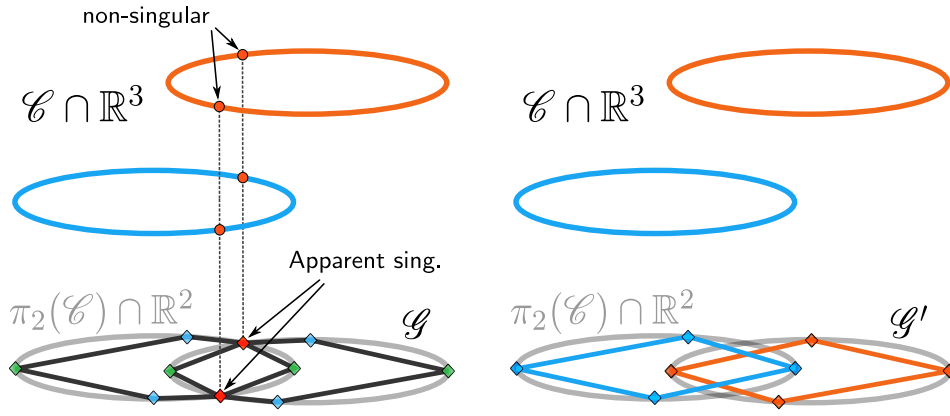 non-singular
𝒞 ∩ ℝ³
𝒞 ∩ ℝ³
Apparent sing.
π₂(𝒞) ∩ ℝ²
𝒢
π₂(𝒞) ∩ ℝ²
𝒢′